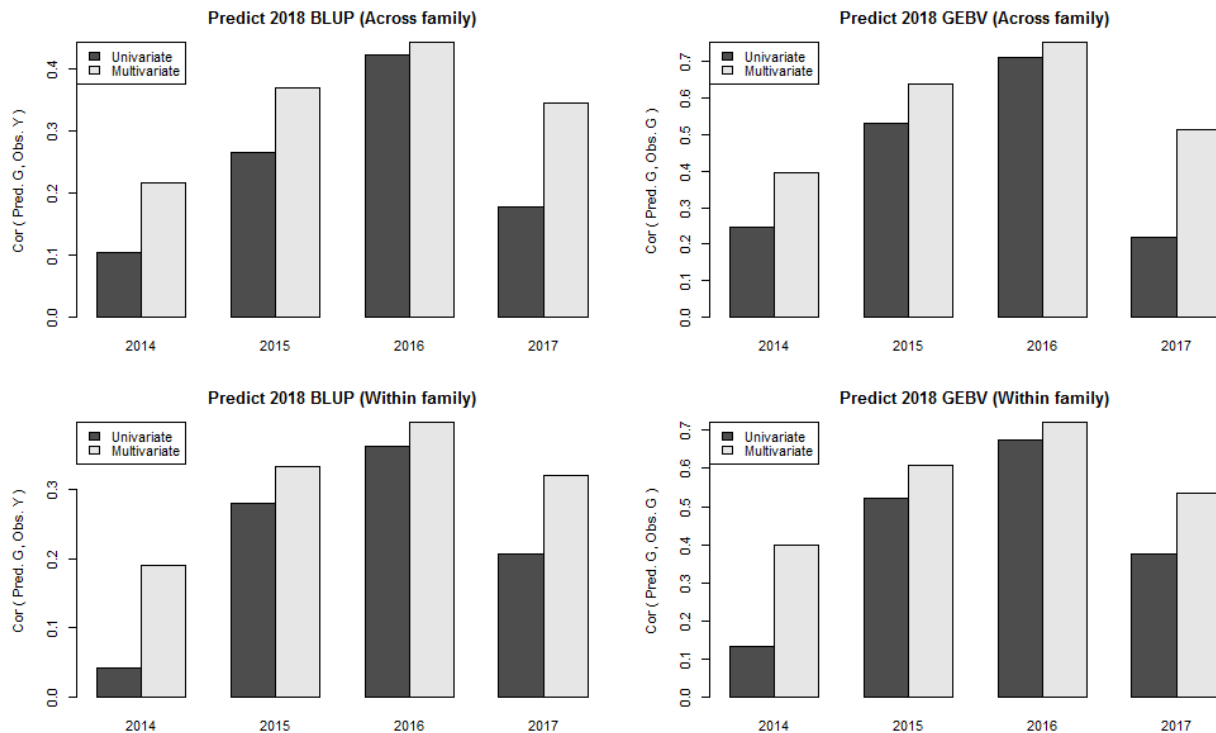 Predict 2018 BLUP (Across family)
Univariate
Multivariate
Cor ( Pred. G , Obs. Y )
0.0
0.1
0.2
0.3
0.4
2014
2015
2016
2017
Predict 2018 GEBV (Across family)
Univariate
Multivariate
Cor ( Pred. G , Obs. G )
0.0
0.1
0.2
0.3
0.4
0.5
0.6
0.7
2014
2015
2016
2017
Predict 2018 BLUP (Within family)
Univariate
Multivariate
Cor ( Pred. G , Obs. Y )
0.0
0.1
0.2
0.3
2014
2015
2016
2017
Predict 2018 GEBV (Within family)
Univariate
Multivariate
Cor ( Pred. G , Obs. G )
0.0
0.1
0.2
0.3
0.4
0.5
0.6
0.7
2014
2015
2016
2017